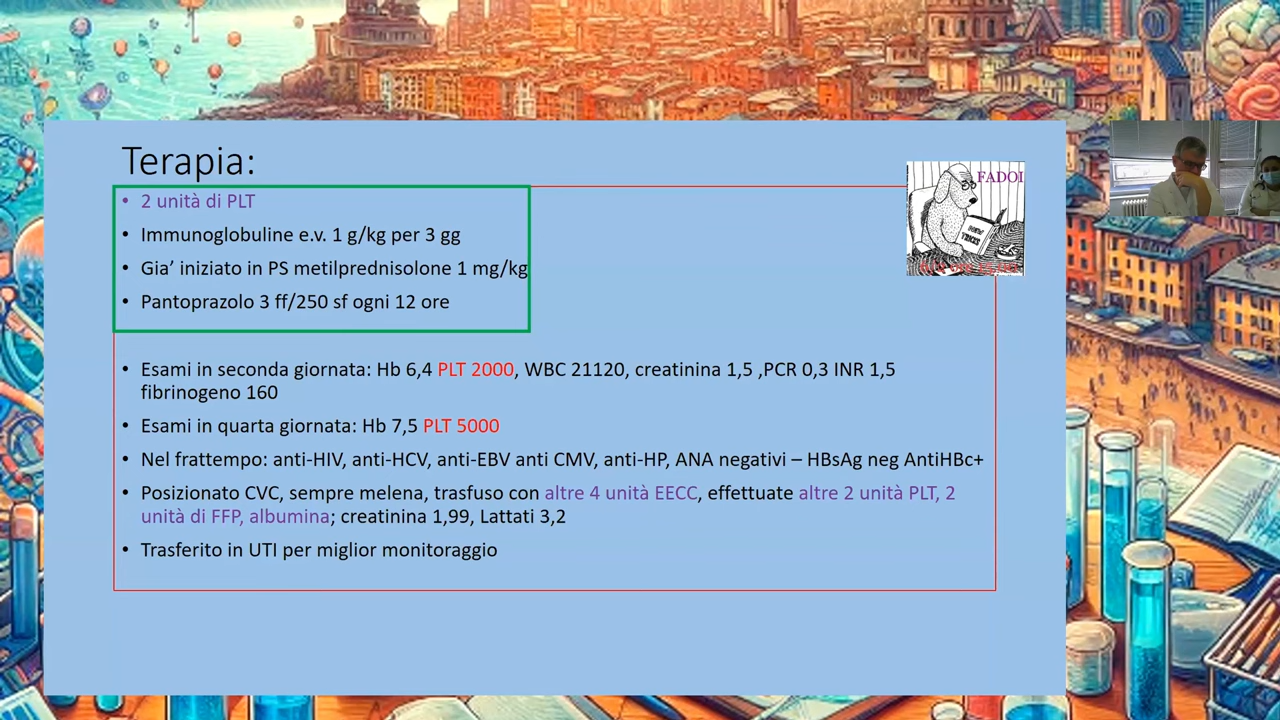 Terapia:
FADOI
• 2 unità di PLT
• Immunoglobuline e.v. 1 g/kg per 3 gg
• Gia’ iniziato in PS metilprednisolone 1 mg/kg
• Pantoprazolo 3 ff/250 sf ogni 12 ore
• Esami in seconda giornata: Hb 6,4 PLT 2000, WBC 21120, creatinina 1,5 ,PCR 0,3 INR 1,5
fibrinogeno 160
• Esami in quarta giornata: Hb 7,5 PLT 5000
• Nel frattempo: anti-HIV, anti-HCV, anti-EBV anti CMV, anti-HP, ANA negativi – HBsAg neg AntiHBc+
• Posizionato CVC, sempre melena, trasfuso con altre 4 unità EECC, effettuate altre 2 unità PLT, 2
unità di FFP, albumina; creatinina 1,99, Lattati 3,2
• Trasferito in UTI per miglior monitoraggio